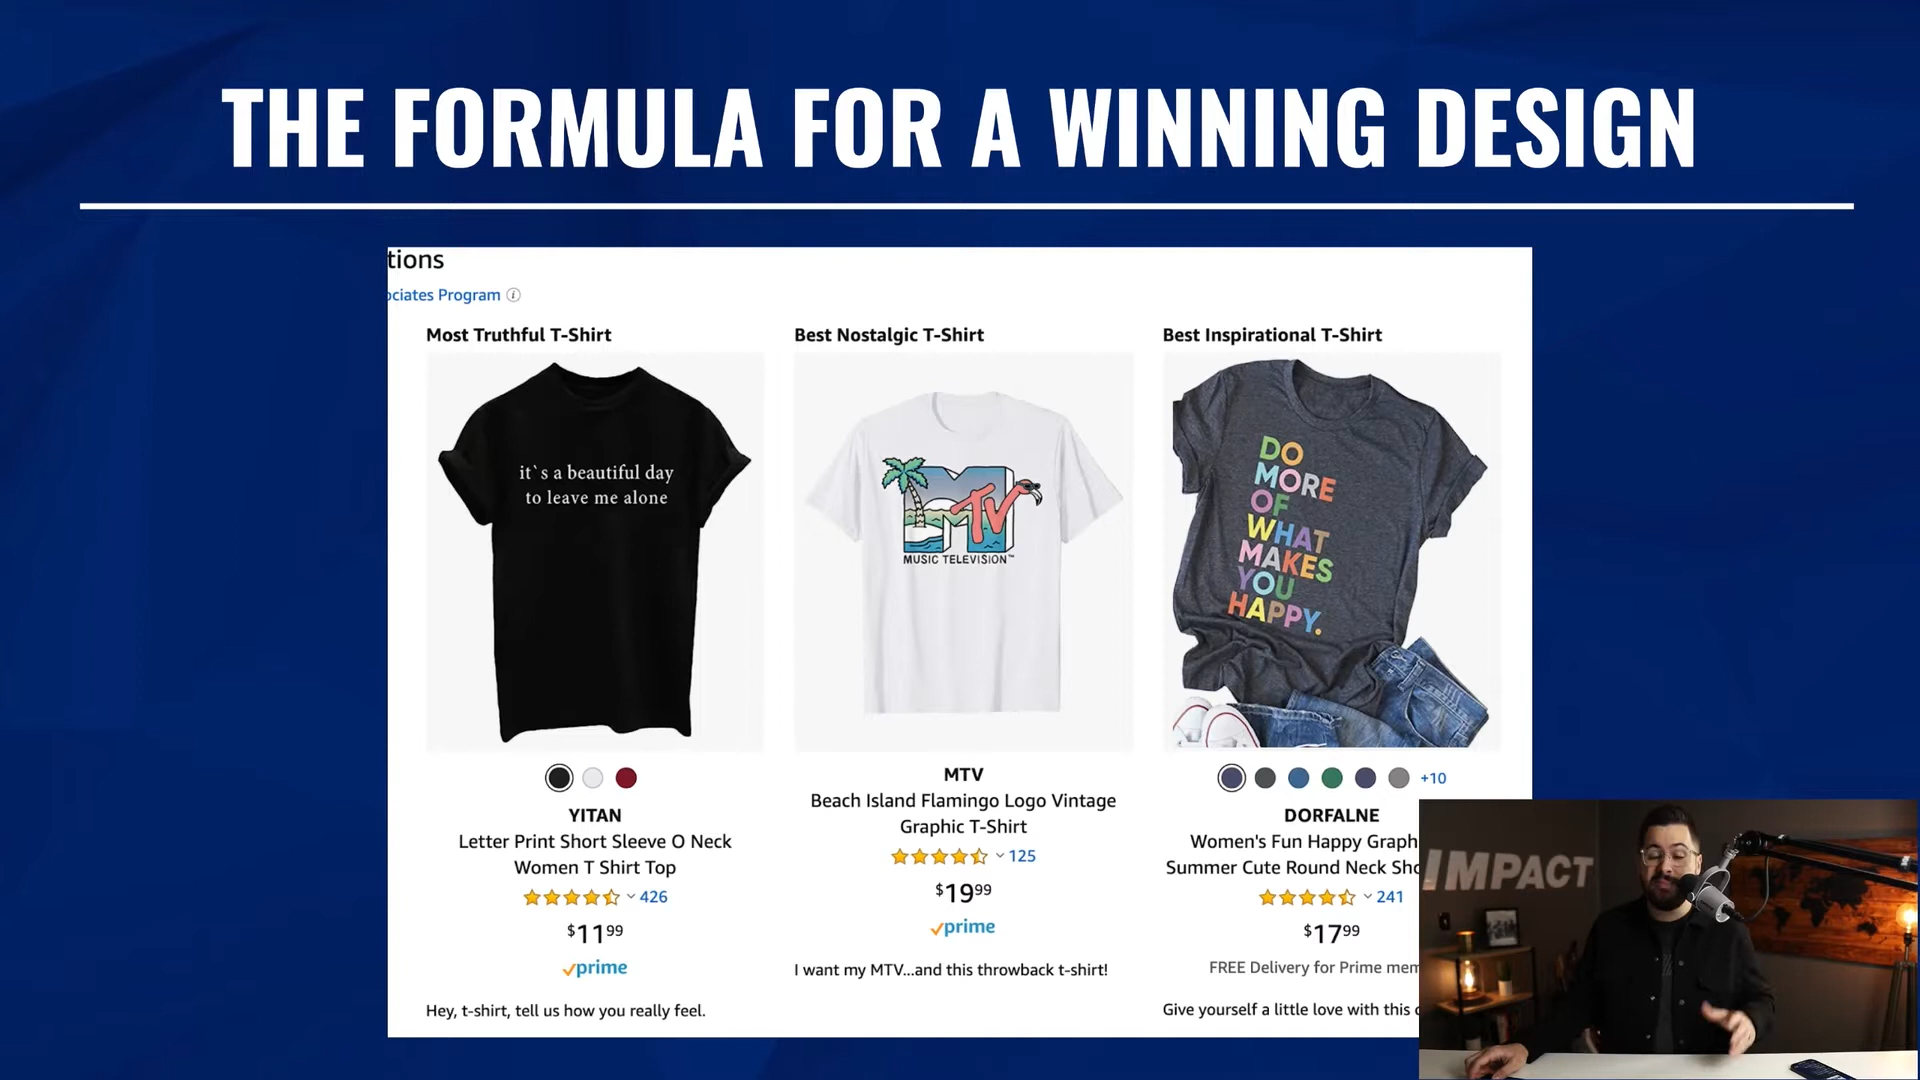 THE FORMULA FOR A WINNING DESIGN
tions
ociates Program
Most Truthful T-Shirt
it`s a beautiful day
to leave me alone
YITAN
Letter Print Short Sleeve O Neck
Women T Shirt Top
426
$11 99
prime
Hey, t-shirt, tell us how you really feel.
Best Nostalgic T-Shirt
MTV
MUSIC TELEVISION™
MTV
Beach Island Flamingo Logo Vintage
Graphic T-Shirt
125
$19 99
prime
I want my MTV...and this throwback t-shirt!
Best Inspirational T-Shirt
DO
MORE
OF
WHAT
MAKES
YOU
HAPPY.
+10
DORFALNE
Women's Fun Happy Graph
Summer Cute Round Neck Sho
241
$17 99
FREE Delivery for Prime mem
Give yourself a little love with this
IMPACT